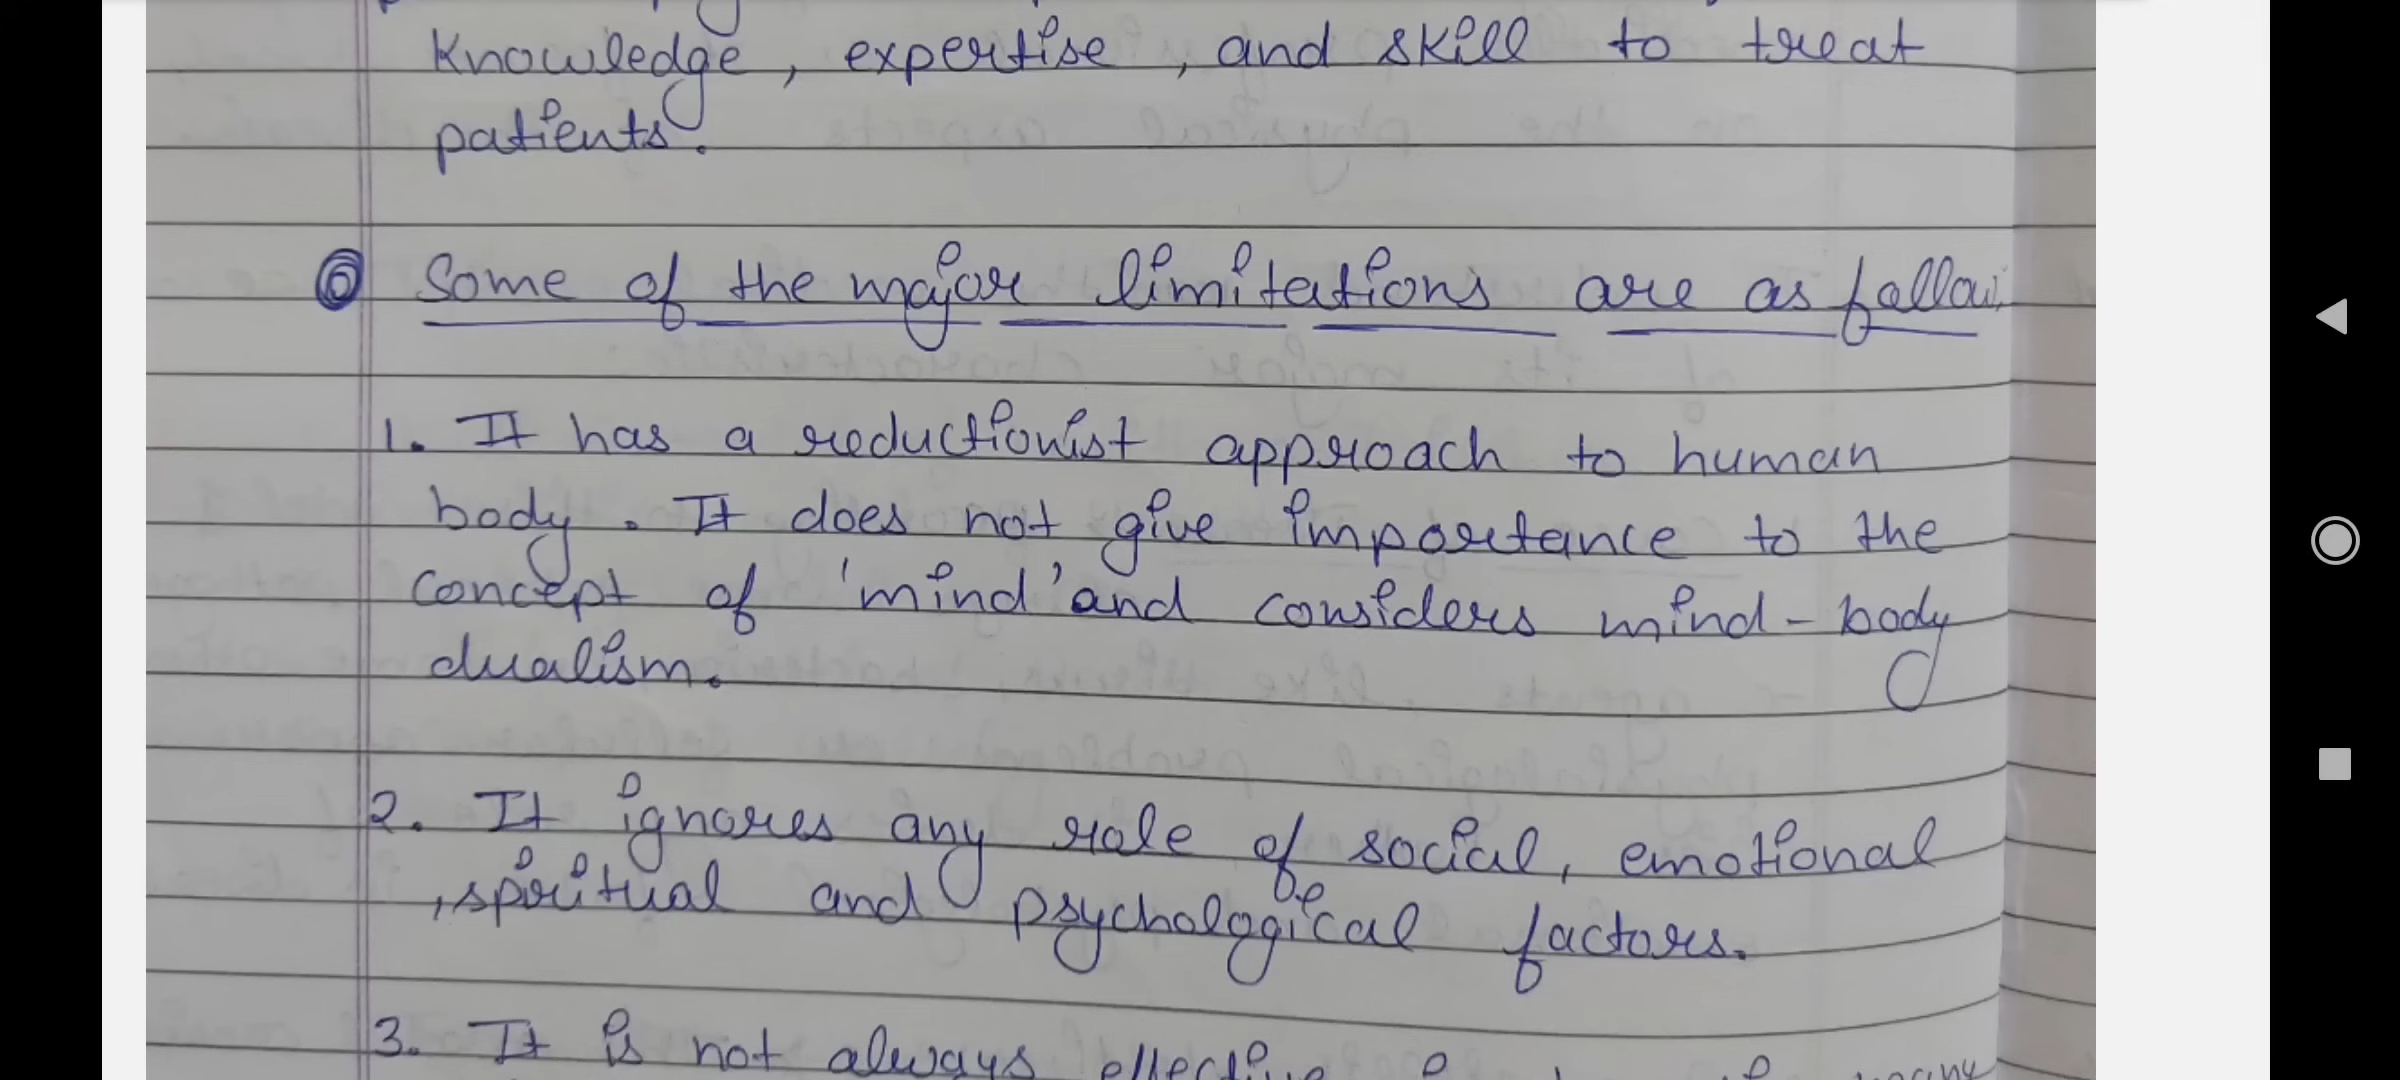 knowledge, expertise, and skill to treat
patients.
Some of the major limitations are as
1. It has a reductionist approach to human
body. It does not give importance to the
concept of 'mind' and considers mind-body
dualism.
2. It ignores any role of social, emotional
, spiritual and psychological factors.
3. It is not always effective